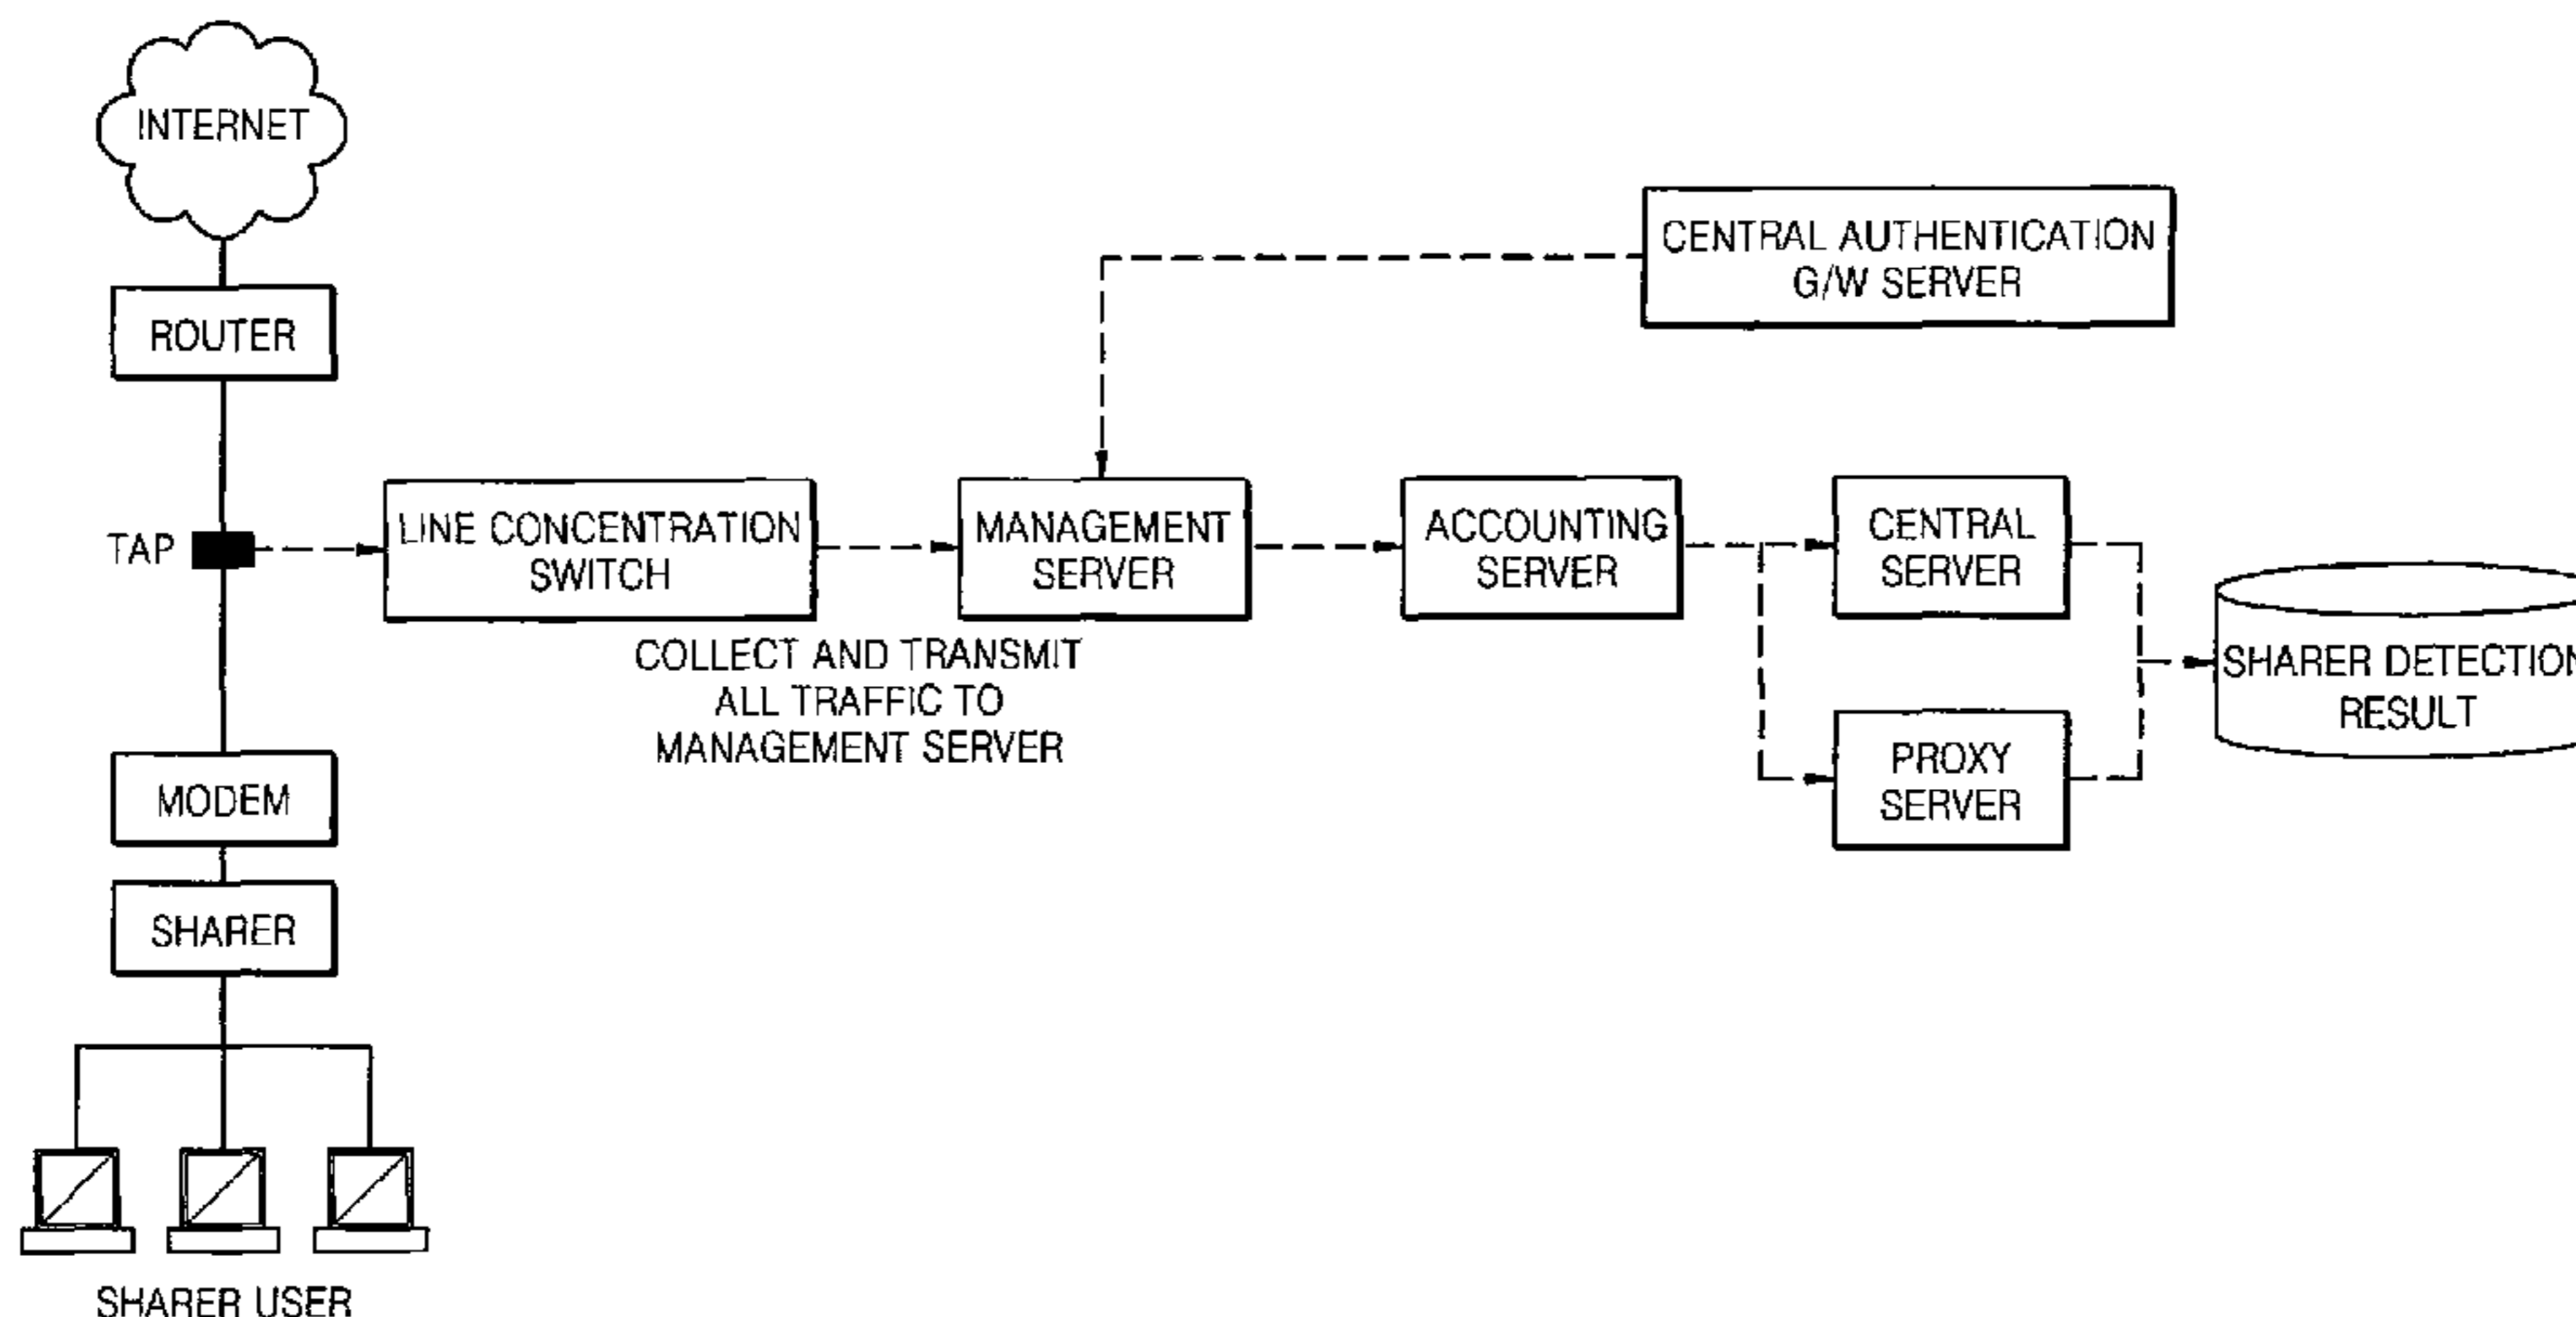 INTERNET
ROUTER
TAP
LINE CONCENTRATION
SWITCH
COLLECT AND TRANSMIT
ALL TRAFFIC TO
MANAGEMENT SERVER
MANAGEMENT
SERVER
CENTRAL AUTHENTICATION
G/W SERVER
ACCOUNTING
SERVER
CENTRAL
SERVER
PROXY
SERVER
SHARER DETECTION
RESULT
MODEM
SHARER
SHARER USER